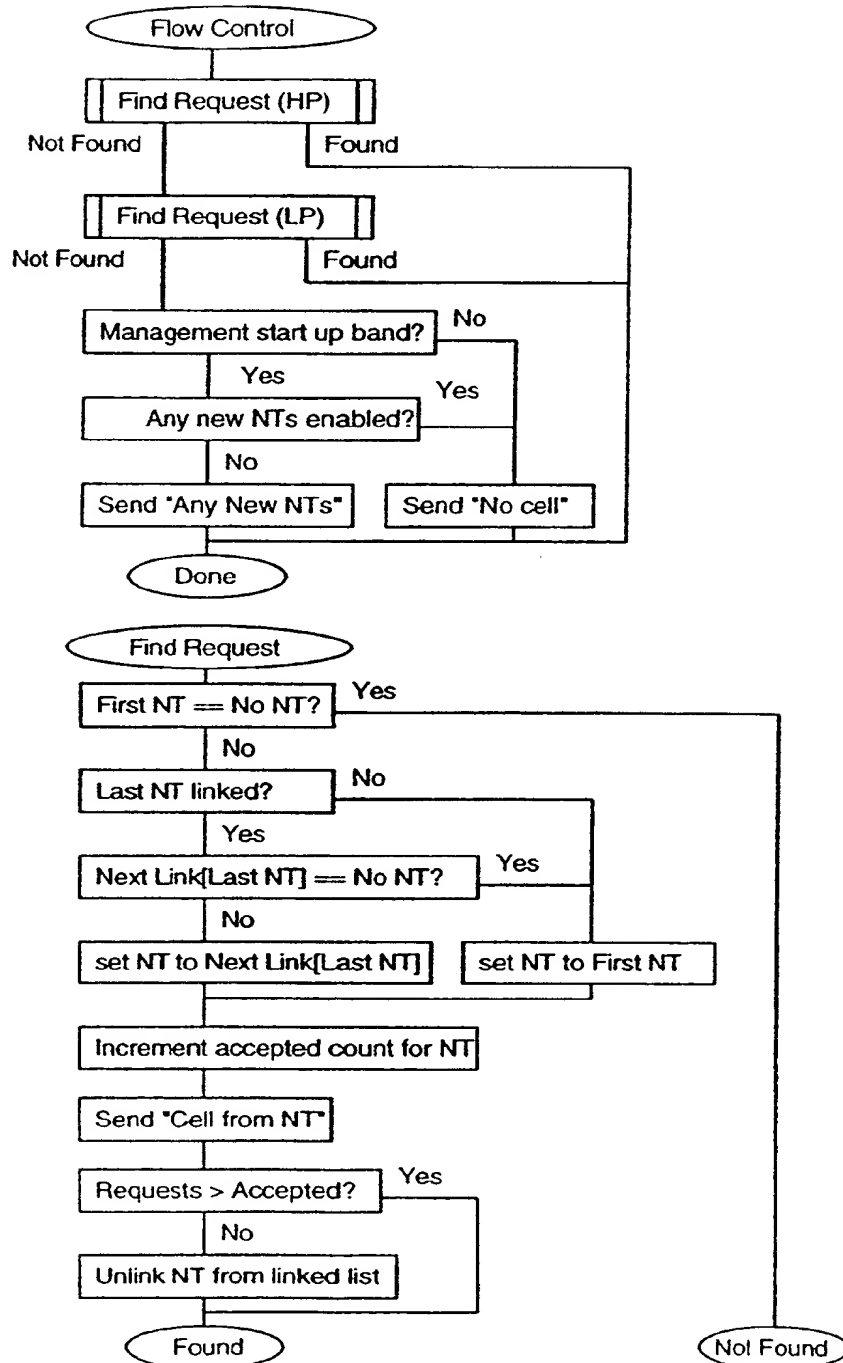 Flow Control
Find Request (HP)
Not Found
Found
Find Request (LP)
Not Found
Found
Management start up band?
No
Yes
Any new NTs enabled?
Yes
No
Send "Any New NTs"
Send "No cell"
Done
Find Request
First NT == No NT?
Yes
No
Last NT linked?
No
Yes
Next Link[Last NT] == No NT?
Yes
No
set NT to Next Link[Last NT]
set NT to First NT
Increment accepted count for NT
Send "Cell from NT"
Requests > Accepted?
Yes
No
Unlink NT from linked list
Found
Not Found